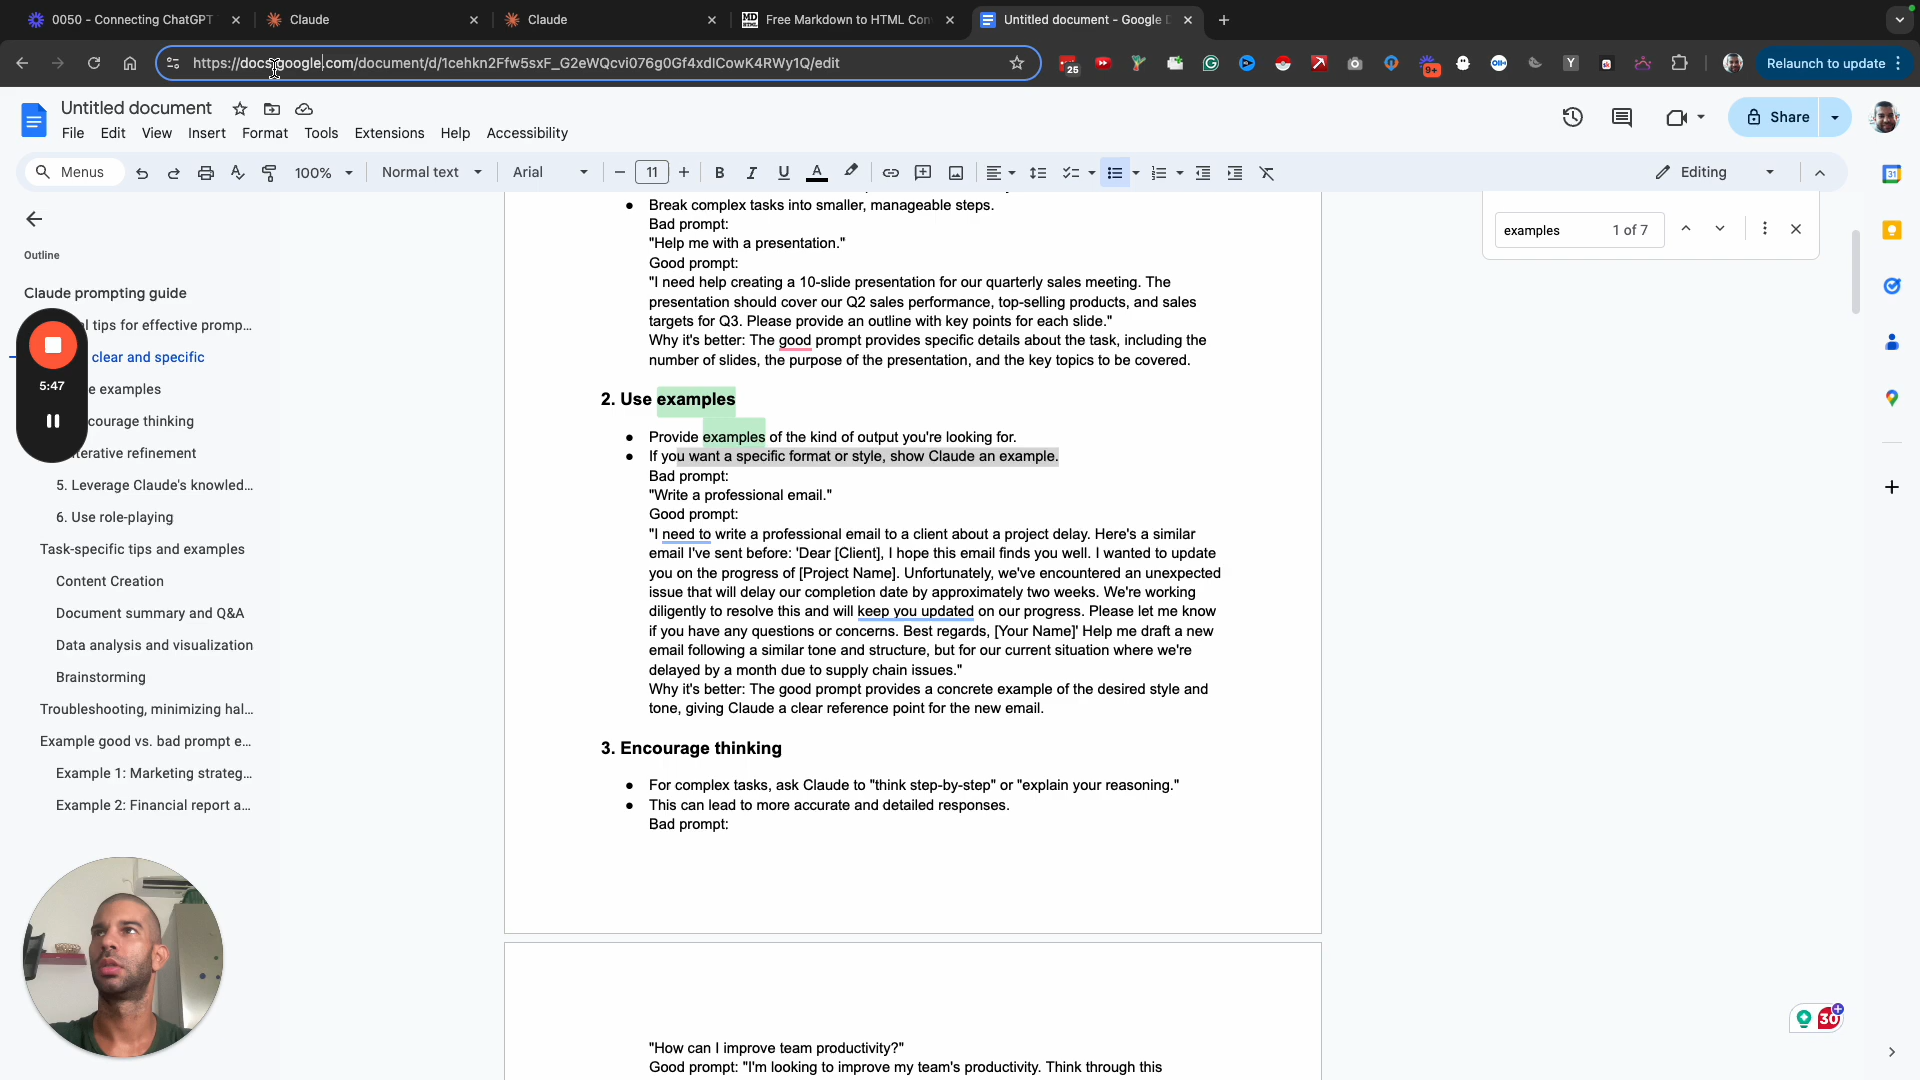 0050 - Connecting ChatGPT
Claude
Claude
Free Markdown to HTML Con
Untitled document - Google D
https://docs.google.com/document/d/1cehkn2Ffw5sxF_G2eWQcvi076g0Gf4xdlCowK4RWy1Q/edit
25
9+
Relaunch to update
Untitled document
File Edit View Insert Format Tools Extensions Help Accessibility
Share
Menus
100%
Normal text
Arial
11
Editing
examples 1 of 7
Outline
Claude prompting guide
l tips for effective promp...
clear and specific
e examples
courage thinking
terative refinement
5. Leverage Claude's knowled...
6. Use role-playing
Task-specific tips and examples
Content Creation
Document summary and Q&A
Data analysis and visualization
Brainstorming
Troubleshooting, minimizing hal...
Example good vs. bad prompt e...
Example 1: Marketing strateg...
Example 2: Financial report a...
5:47
Break complex tasks into smaller, manageable steps.
Bad prompt:
"Help me with a presentation."
Good prompt:
"I need help creating a 10-slide presentation for our quarterly sales meeting. The
presentation should cover our Q2 sales performance, top-selling products, and sales
targets for Q3. Please provide an outline with key points for each slide."
Why it's better: The good prompt provides specific details about the task, including the
number of slides, the purpose of the presentation, and the key topics to be covered.
2. Use examples
Provide examples of the kind of output you're looking for.
If you want a specific format or style, show Claude an example.
Bad prompt:
"Write a professional email."
Good prompt:
"I need to write a professional email to a client about a project delay. Here's a similar
email I've sent before: 'Dear [Client], I hope this email finds you well. I wanted to update
you on the progress of [Project Name]. Unfortunately, we've encountered an unexpected
issue that will delay our completion date by approximately two weeks. We're working
diligently to resolve this and will keep you updated on our progress. Please let me know
if you have any questions or concerns. Best regards, [Your Name]' Help me draft a new
email following a similar tone and structure, but for our current situation where we're
delayed by a month due to supply chain issues."
Why it's better: The good prompt provides a concrete example of the desired style and
tone, giving Claude a clear reference point for the new email.
3. Encourage thinking
For complex tasks, ask Claude to "think step-by-step" or "explain your reasoning."
This can lead to more accurate and detailed responses.
Bad prompt:
"How can I improve team productivity?"
Good prompt: "I'm looking to improve my team's productivity. Think through this
31
30